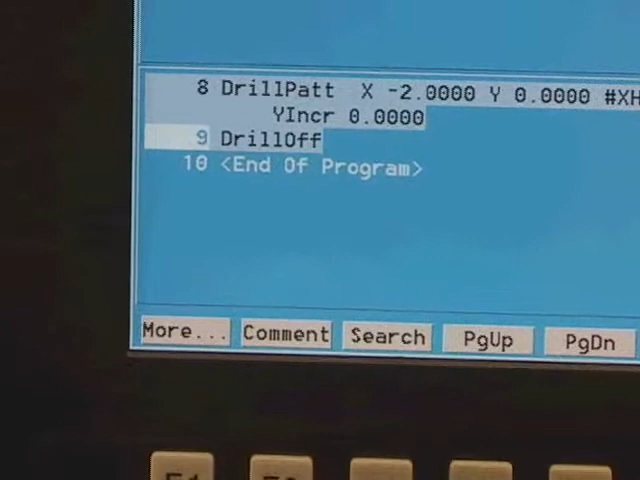 8 DrillPatt X -2.0000 Y 0.0000 #XH
YIncr 0.0000
9 DrillOff
10 <End Of Program>
More... Comment Search PgUp PgDn
F1